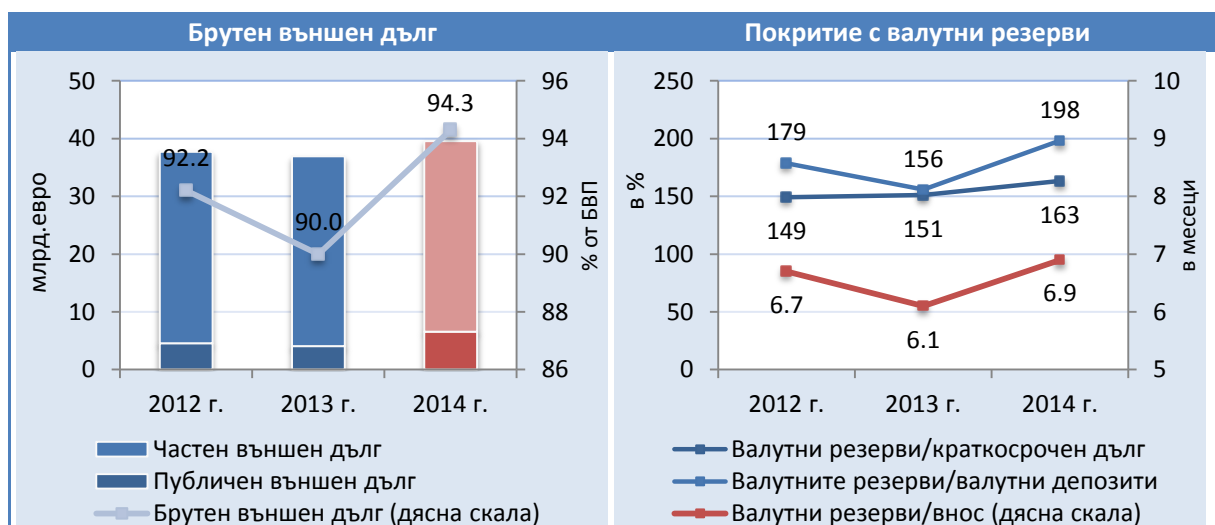 Брутен външен дълг
50
40
30
20
10
0
млрд.евро
96
94
92
90
88
86
% от БВП
92.2
90.0
94.3
2012 г.
2013 г.
2014 г.
Частен външен дълг
Публичен външен дълг
Брутен външен дълг (дясна скала)
Покритие с валутни резерви
250
200
150
100
50
0
в %
10
9
8
7
6
5
в месеци
179
156
198
149
151
163
6.7
6.1
6.9
2012 г.
2013 г.
2014 г.
Валутни резерви/краткосрочен дълг
Валутните резерви/валутни депозити
Валутни резерви/внос (дясна скала)